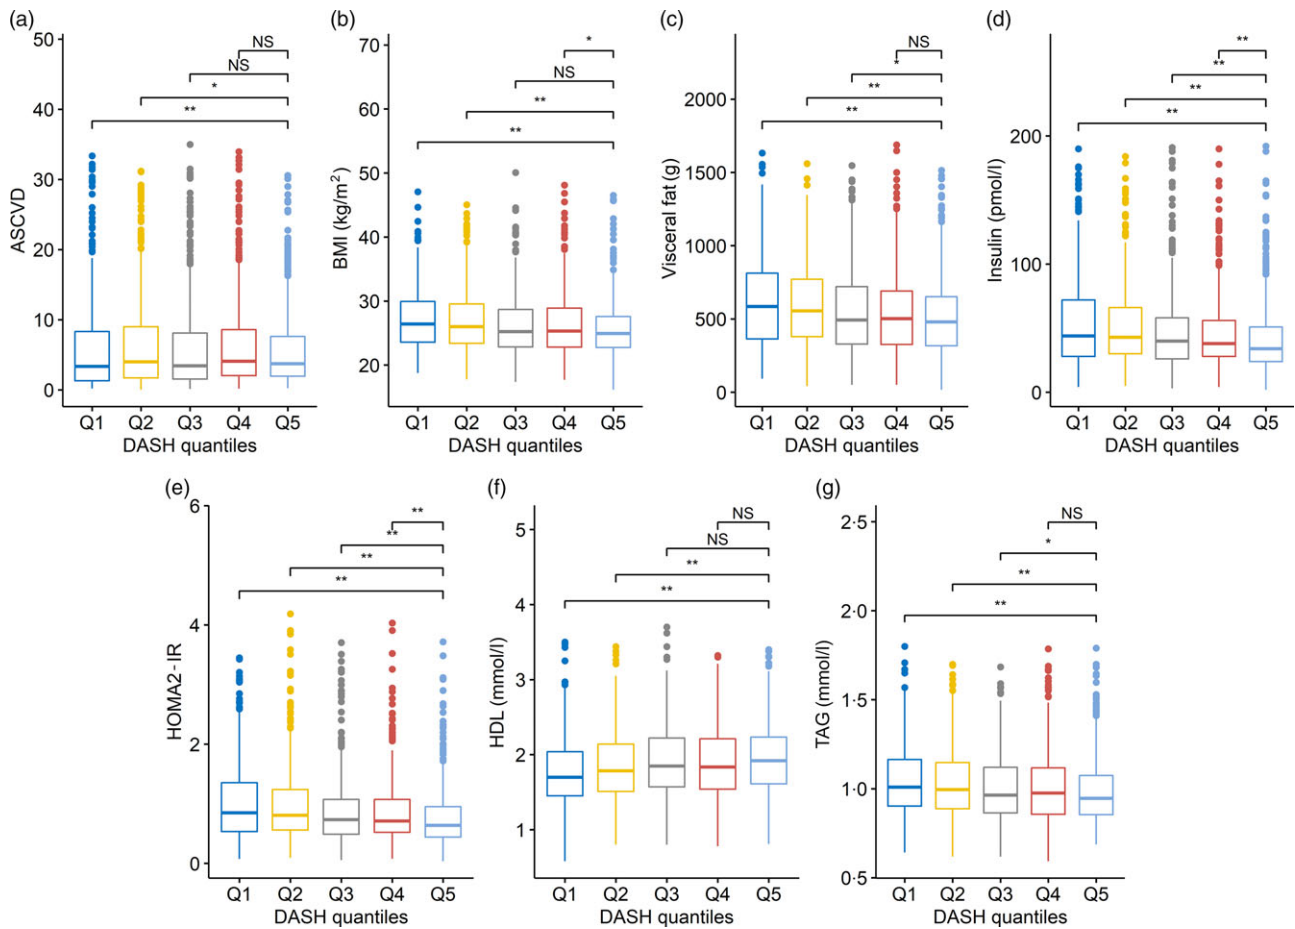 (a)
50
40
30
20
10
0
ASCVD
NS
NS
*
**
Q1 Q2 Q3 Q4 Q5
DASH quantiles
(b)
70
60
50
40
30
20
BMI (kg/m²)
*
NS
**
**
Q1 Q2 Q3 Q4 Q5
DASH quantiles
(c)
2000
1500
1000
500
0
Visceral fat (g)
NS
*
**
**
Q1 Q2 Q3 Q4 Q5
DASH quantiles
(d)
200
100
0
Insulin (pmol/l)
**
**
**
**
Q1 Q2 Q3 Q4 Q5
DASH quantiles
(e)
6
4
2
0
HOMA2-IR
**
**
**
**
Q1 Q2 Q3 Q4 Q5
DASH quantiles
(f)
5
4
3
2
1
HDL (mmol/l)
NS
NS
**
**
Q1 Q2 Q3 Q4 Q5
DASH quantiles
(g)
2·5
2·0
1·5
1·0
0·5
TAG (mmol/l)
NS
*
**
**
Q1 Q2 Q3 Q4 Q5
DASH quantiles